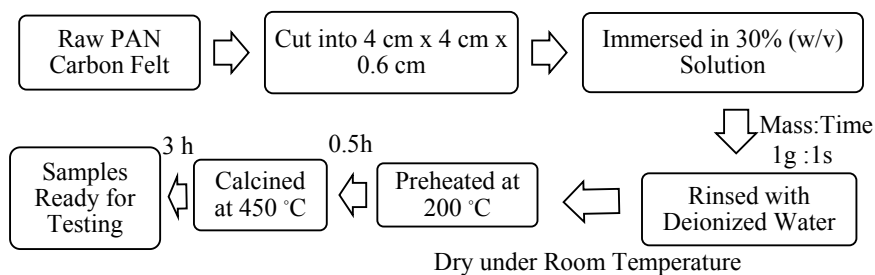 Raw PAN
Carbon Felt
Cut into 4 cm x 4 cm x
0.6 cm
Immersed in 30% (w/v)
Solution
Mass:Time
1g :1s
Rinsed with
Deionized Water
Dry under Room Temperature
Preheated at
200 °C
0.5h
Calcined
at 450 °C
3 h
Samples
Ready for
Testing